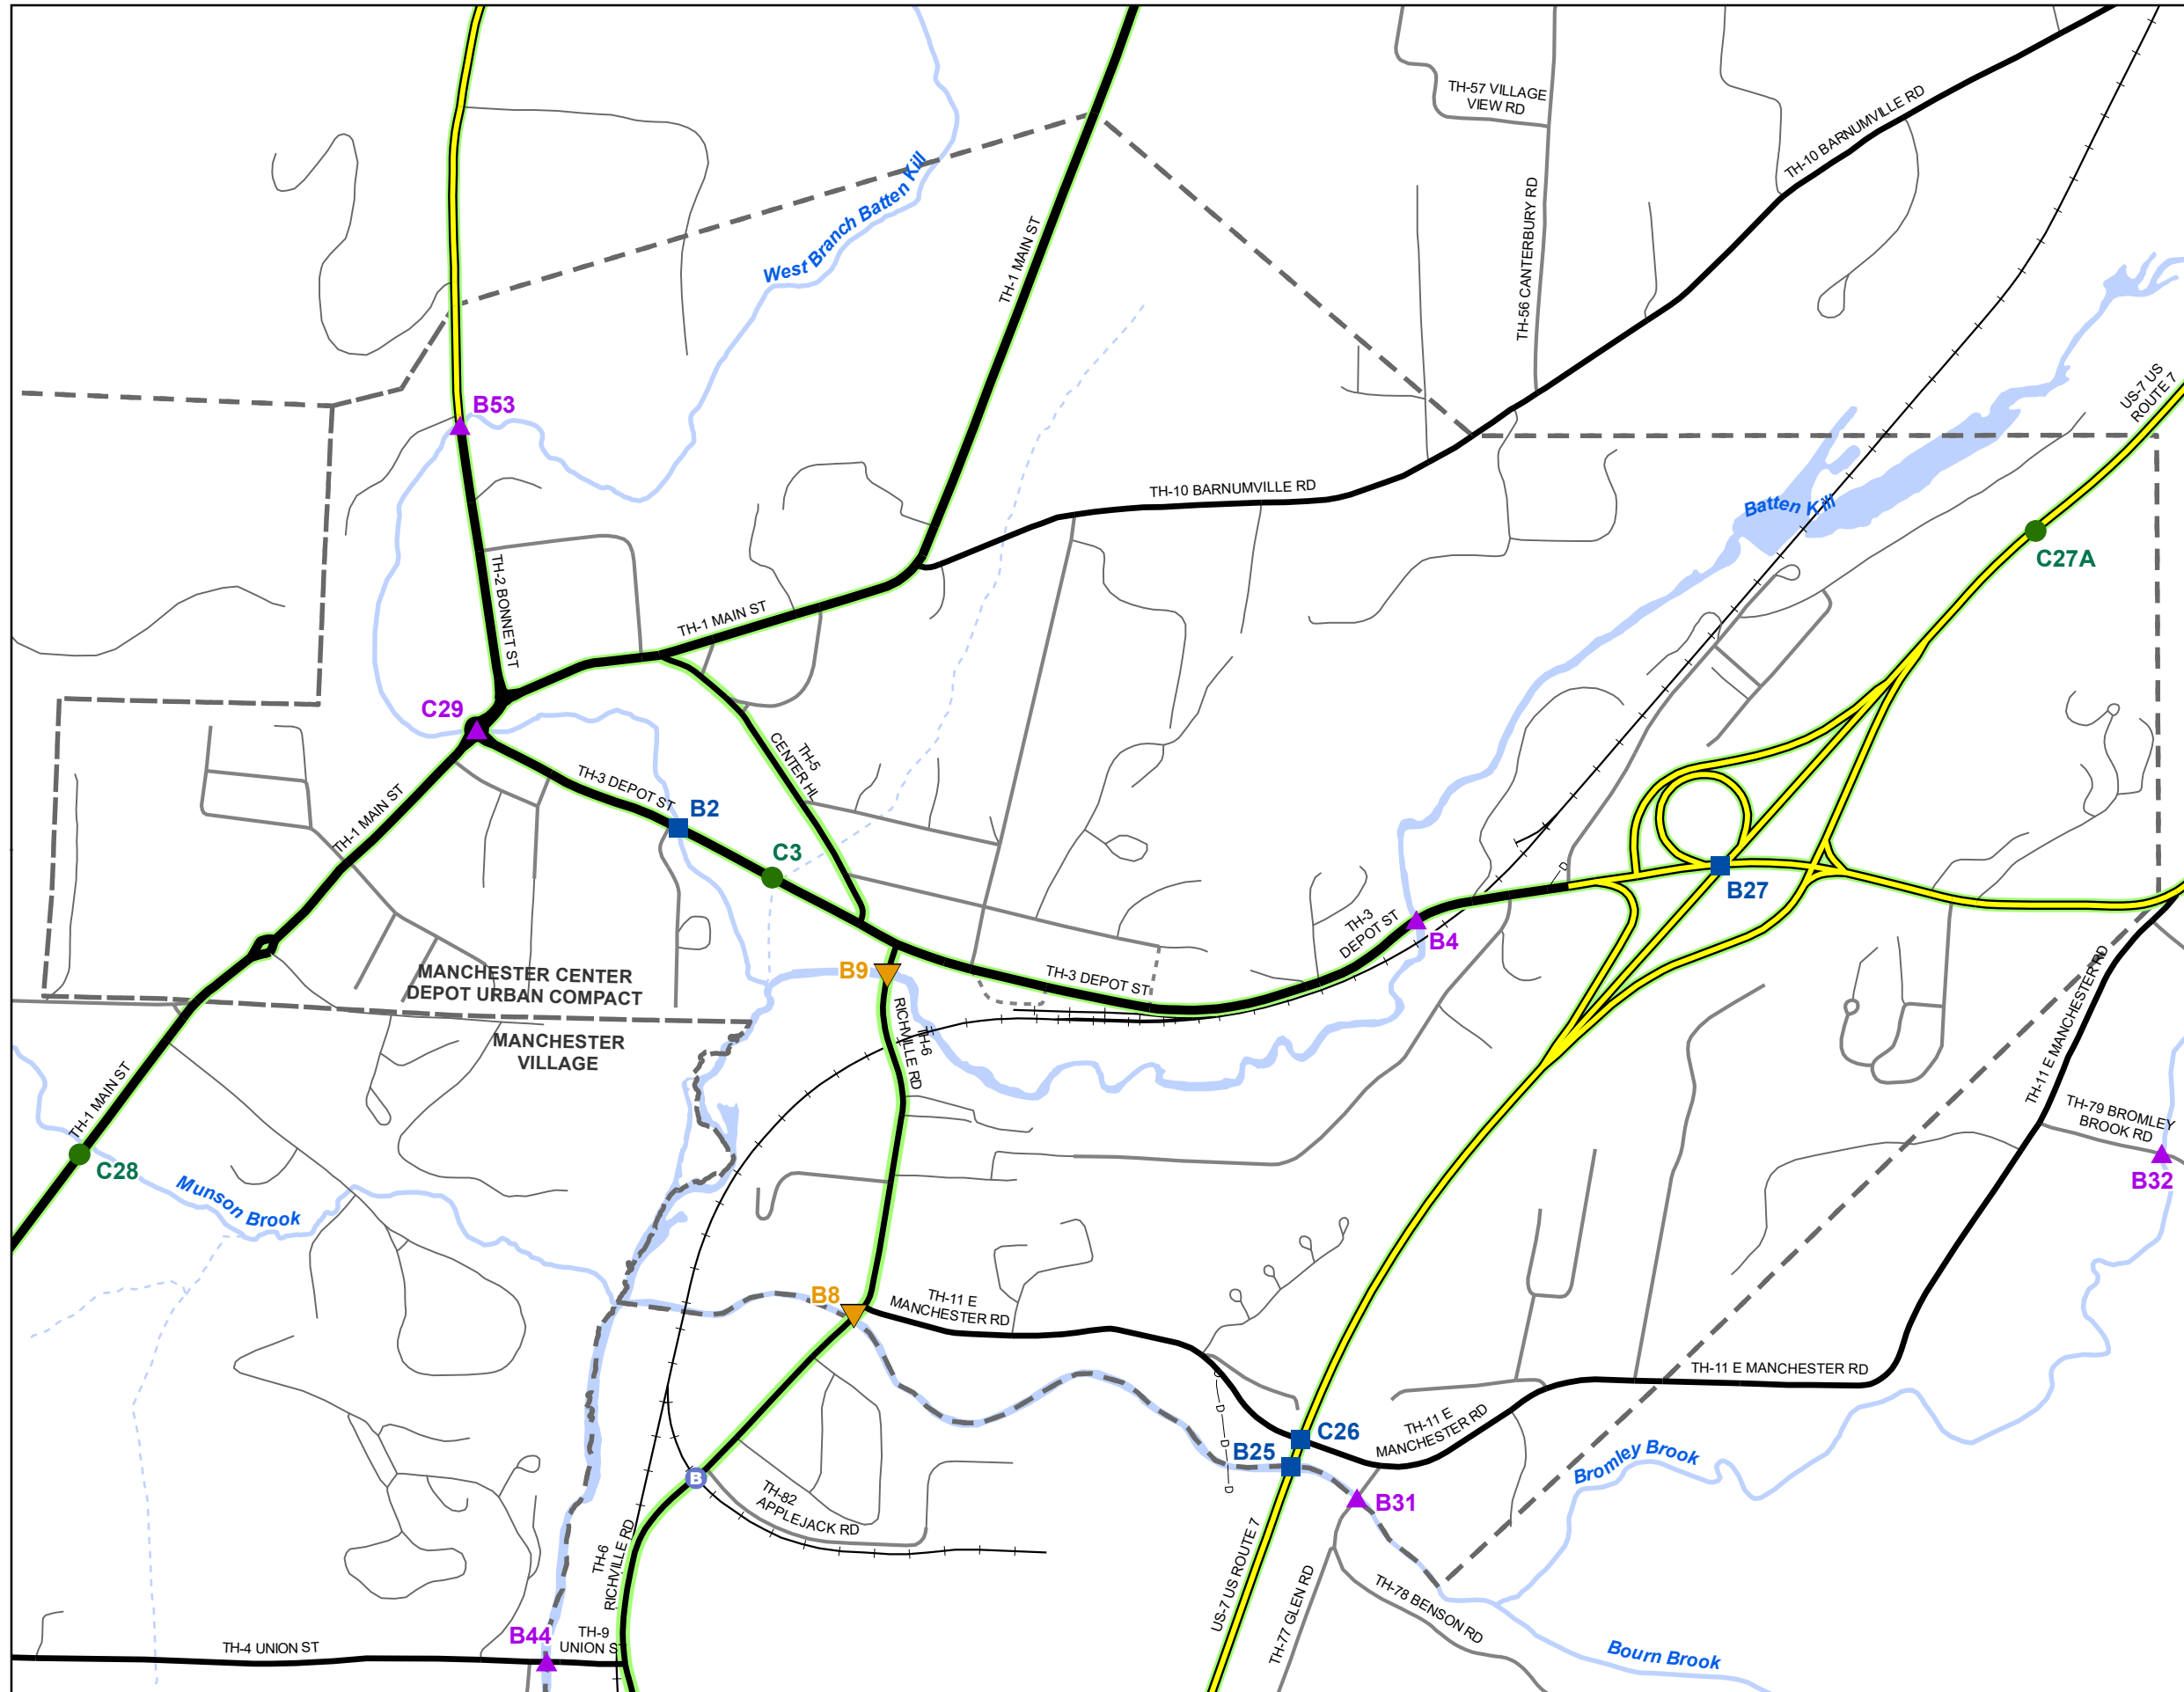 TH-57 VILLAGE
VIEW RD
TH-10 BARNUMVILLE RD
West Branch Batten Kill
TH-1 MAIN ST
TH-56 CANTERBURY RD
US-7 US
ROUTE 7
B53
TH-10 BARNUMVILLE RD
Batten Kill
C27A
TH-2 BONNET ST
TH-1 MAIN ST
C29
TH-5
CENTER HL
TH-3 DEPOT ST
B2
TH-1 MAIN ST
C3
D
B27
TH-3
DEPOT ST
B4
MANCHESTER CENTER
DEPOT URBAN COMPACT
B9
TH-3 DEPOT ST
TH-6
RICHVILLE RD
MANCHESTER
VILLAGE
TH-11 E MANCHESTER RD
TH-1 MAIN ST
TH-79 BROMLEY
BROOK RD
C28
B32
Munson Brook
B8
TH-11 E
MANCHESTER RD
TH-11 E MANCHESTER RD
D
D
D
D
TH-11 E
MANCHESTER RD
C26
B25
Bromley Brook
B
TH-82
APPLEJACK RD
B31
TH-6
RICHVILLE RD
US-7 US ROUTE 7
TH-77 GLEN RD
TH-78 BENSON RD
B44
TH-4 UNION ST
TH-9
UNION ST
Bourn Brook